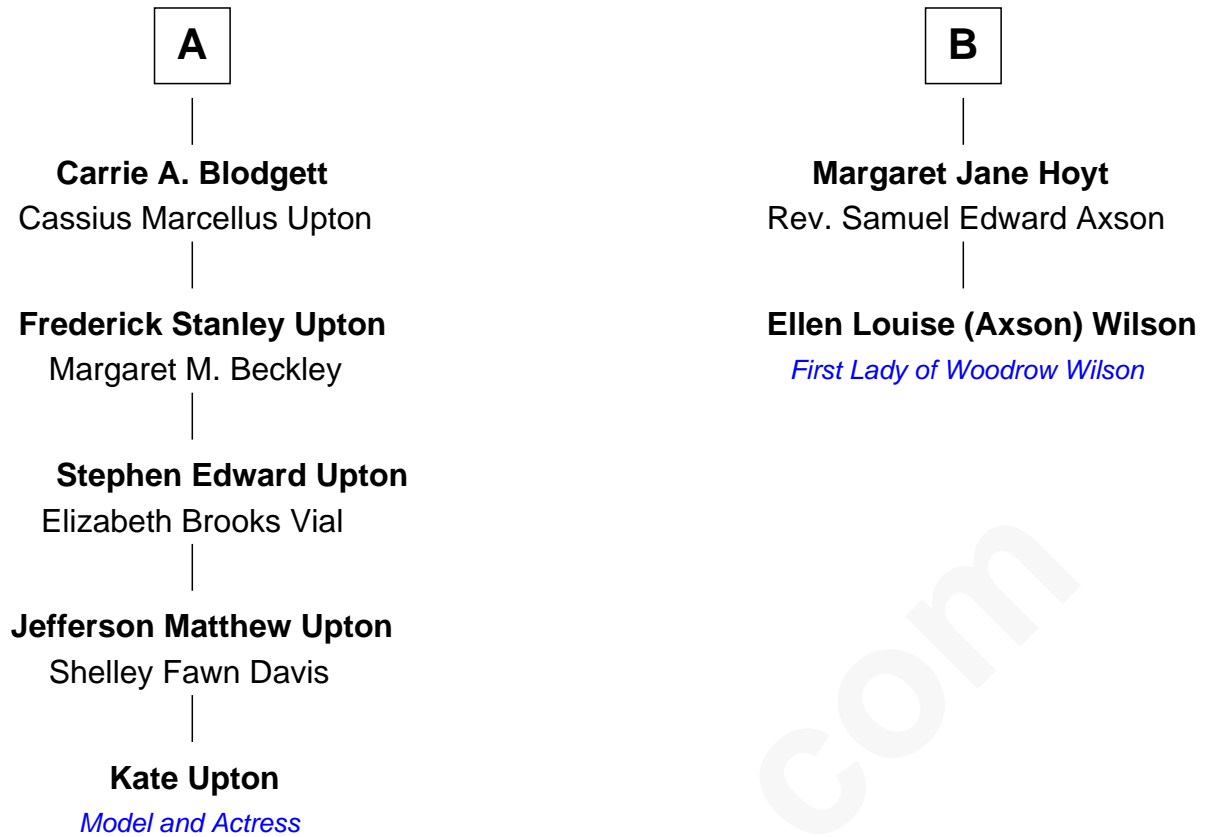 A
Carrie A. Blodgett
Cassius Marcellus Upton
Frederick Stanley Upton
Margaret M. Beckley
Stephen Edward Upton
Elizabeth Brooks Vial
Jefferson Matthew Upton
Shelley Fawn Davis
Kate Upton
Model and Actress
B
Margaret Jane Hoyt
Rev. Samuel Edward Axson
Ellen Louise (Axson) Wilson
First Lady of Woodrow Wilson
com